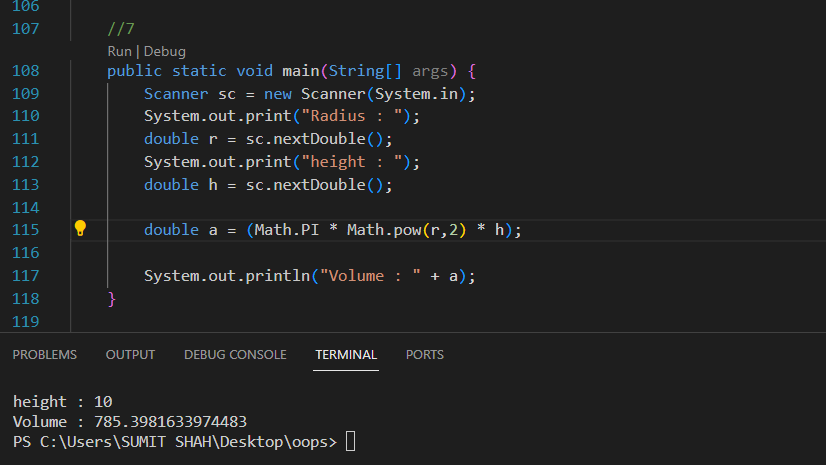 106
107 //7
Run | Debug
108 public static void main(String[] args) {
109 Scanner sc = new Scanner(System.in);
110 System.out.print("Radius : ");
111 double r = sc.nextDouble();
112 System.out.print("height : ");
113 double h = sc.nextDouble();
114
115 double a = (Math.PI * Math.pow(r,2) * h);
116
117 System.out.println("Volume : " + a);
118 }
119
PROBLEMS OUTPUT DEBUG CONSOLE TERMINAL PORTS
height : 10
Volume : 785.3981633974483
PS C:\Users\SUMIT SHAH\Desktop\oops>